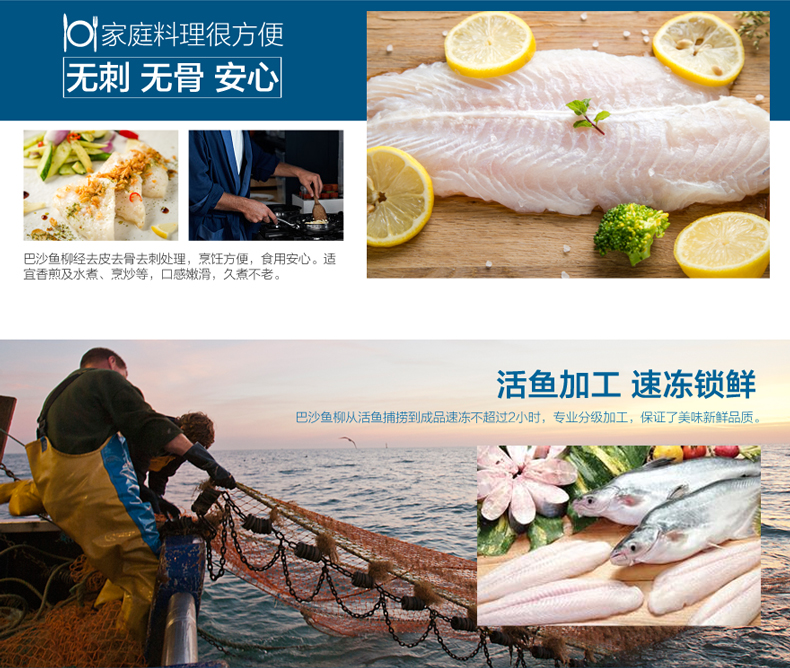 家庭料理很方便
无刺 无骨 安心
巴沙鱼柳经去皮去骨去刺处理，烹饪方便，食用安心。适
宜香煎及水煮、烹炒等，口感嫩滑，久煮不老。
活鱼加工 速冻锁鲜
巴沙鱼柳从活鱼捕捞到成品速冻不超过2小时，专业分级加工，保证了美味新鲜品质。